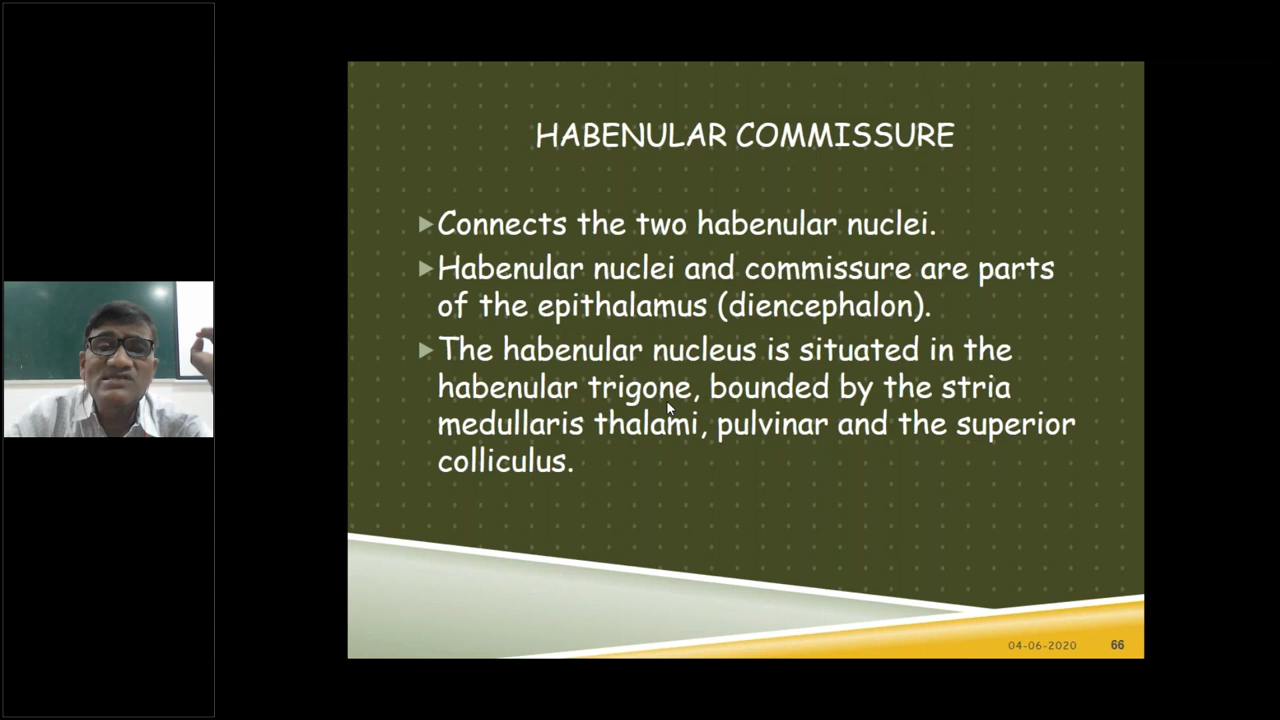 HABENULAR COMMISSURE
Connects the two habenular nuclei.
Habenular nuclei and commissure are parts
of the epithalamus (diencephalon).
The habenular nucleus is situated in the
habenular trigone, bounded by the stria
medullaris thalami, pulvinar and the superior
colliculus.
04-06-2020 66